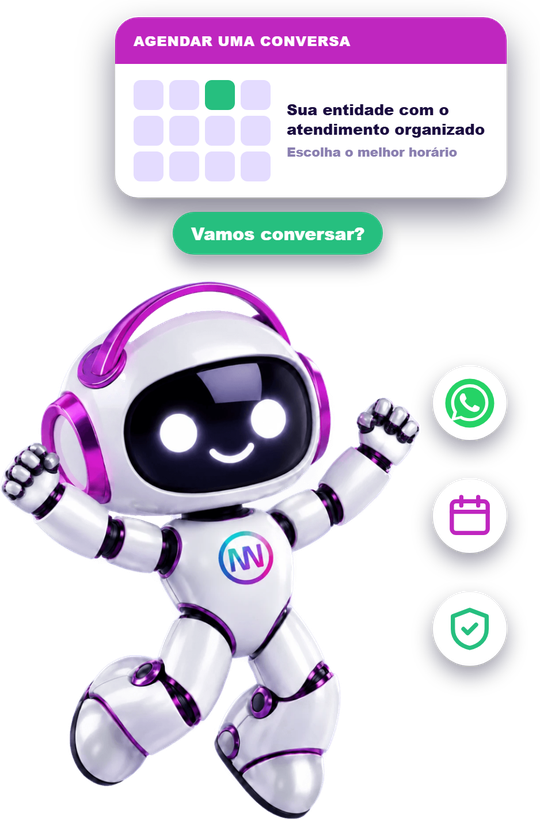 AGENDAR UMA CONVERSA
Sua entidade com o
atendimento organizado
Escolha o melhor horário
Vamos conversar?